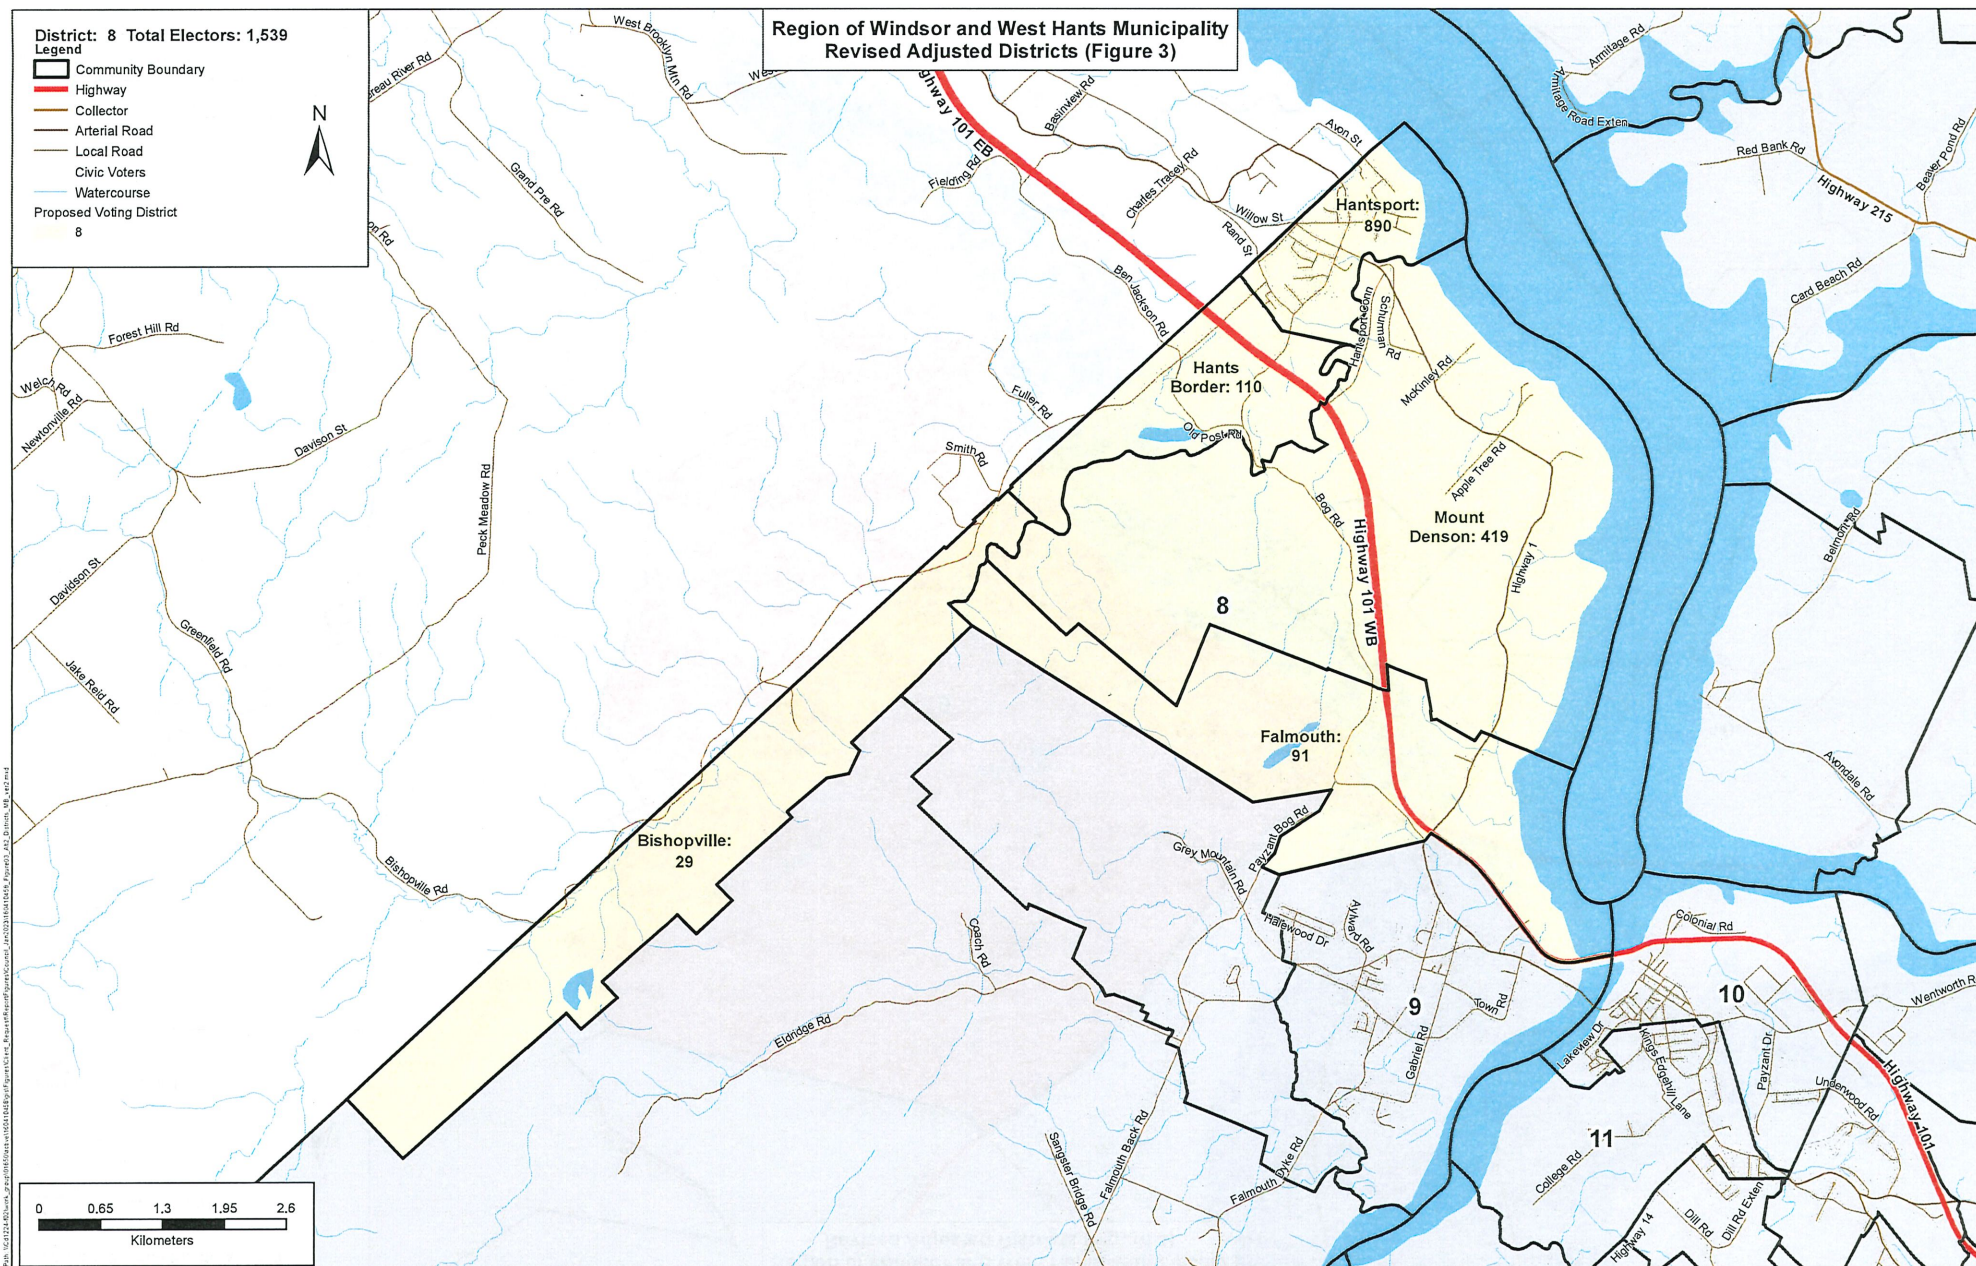 Region of Windsor and West Hants Municipality
Revised Adjusted Districts (Figure 3)
District: 8 Total Electors: 1,539
Legend
Community Boundary
Highway
Collector
Arterial Road
Local Road
Civic Voters
Watercourse
Proposed Voting District
8
N
West Brooklyn Mtn Rd
Grand Pre Rd
Highway 101 EB
Basinview Rd
Fielding Rd
Charles Tracey Rd
Avon St
Willow St
Rand St
Ben Jackson Rd
Armitage Rd
Armitage Road Exten
Red Bank Rd
Highway 215
Beaver Pond Rd
Card Beach Rd
Hantsport:
890
Hantsport Conn
Schurman
Rd
McKinley Rd
Hants
Border: 110
Old Post Rd
Fuller Rd
Smith Rd
Bog Rd
Apple Tree Rd
Mount
Denson: 419
Highway 1
Highway 101 WB
Belmont Rd
Forest Hill Rd
Welch Rd
Newtonville Rd
Davison St
Peck Meadow Rd
Davidson St
Greenfield Rd
Jake Reid Rd
Bishopville Rd
8
Falmouth:
91
Bishopville:
29
Avondale Rd
Grey Mountain Rd
Payzant Bog Rd
Halewood Dr
Aylward Rd
Coach Rd
Eldridge Rd
9
Town Rd
Gabriel Rd
Colonial Rd
10
Wentworth R
Lakeview Dr
Kings Edgehill Lane
Payzant Dr
Underwood Rd
Highway 101
11
College Rd
Sangster Bridge Rd
Falmouth Back Rd
Falmouth Dyke Rd
Highway 14
Dill Rd
Dill Rd Exten
0 0.65 1.3 1.95 2.6
Kilometers